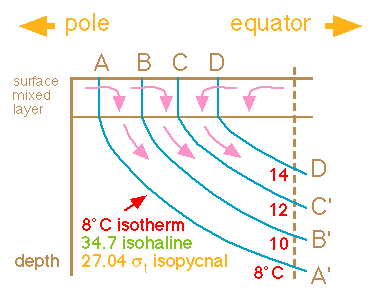 pole equator
A B C D
surface
mixed
layer
14 D
12 C'
8°C isotherm
34.7 isohaline
10 B'
depth 27.04 σt isopycnal 8°C A'